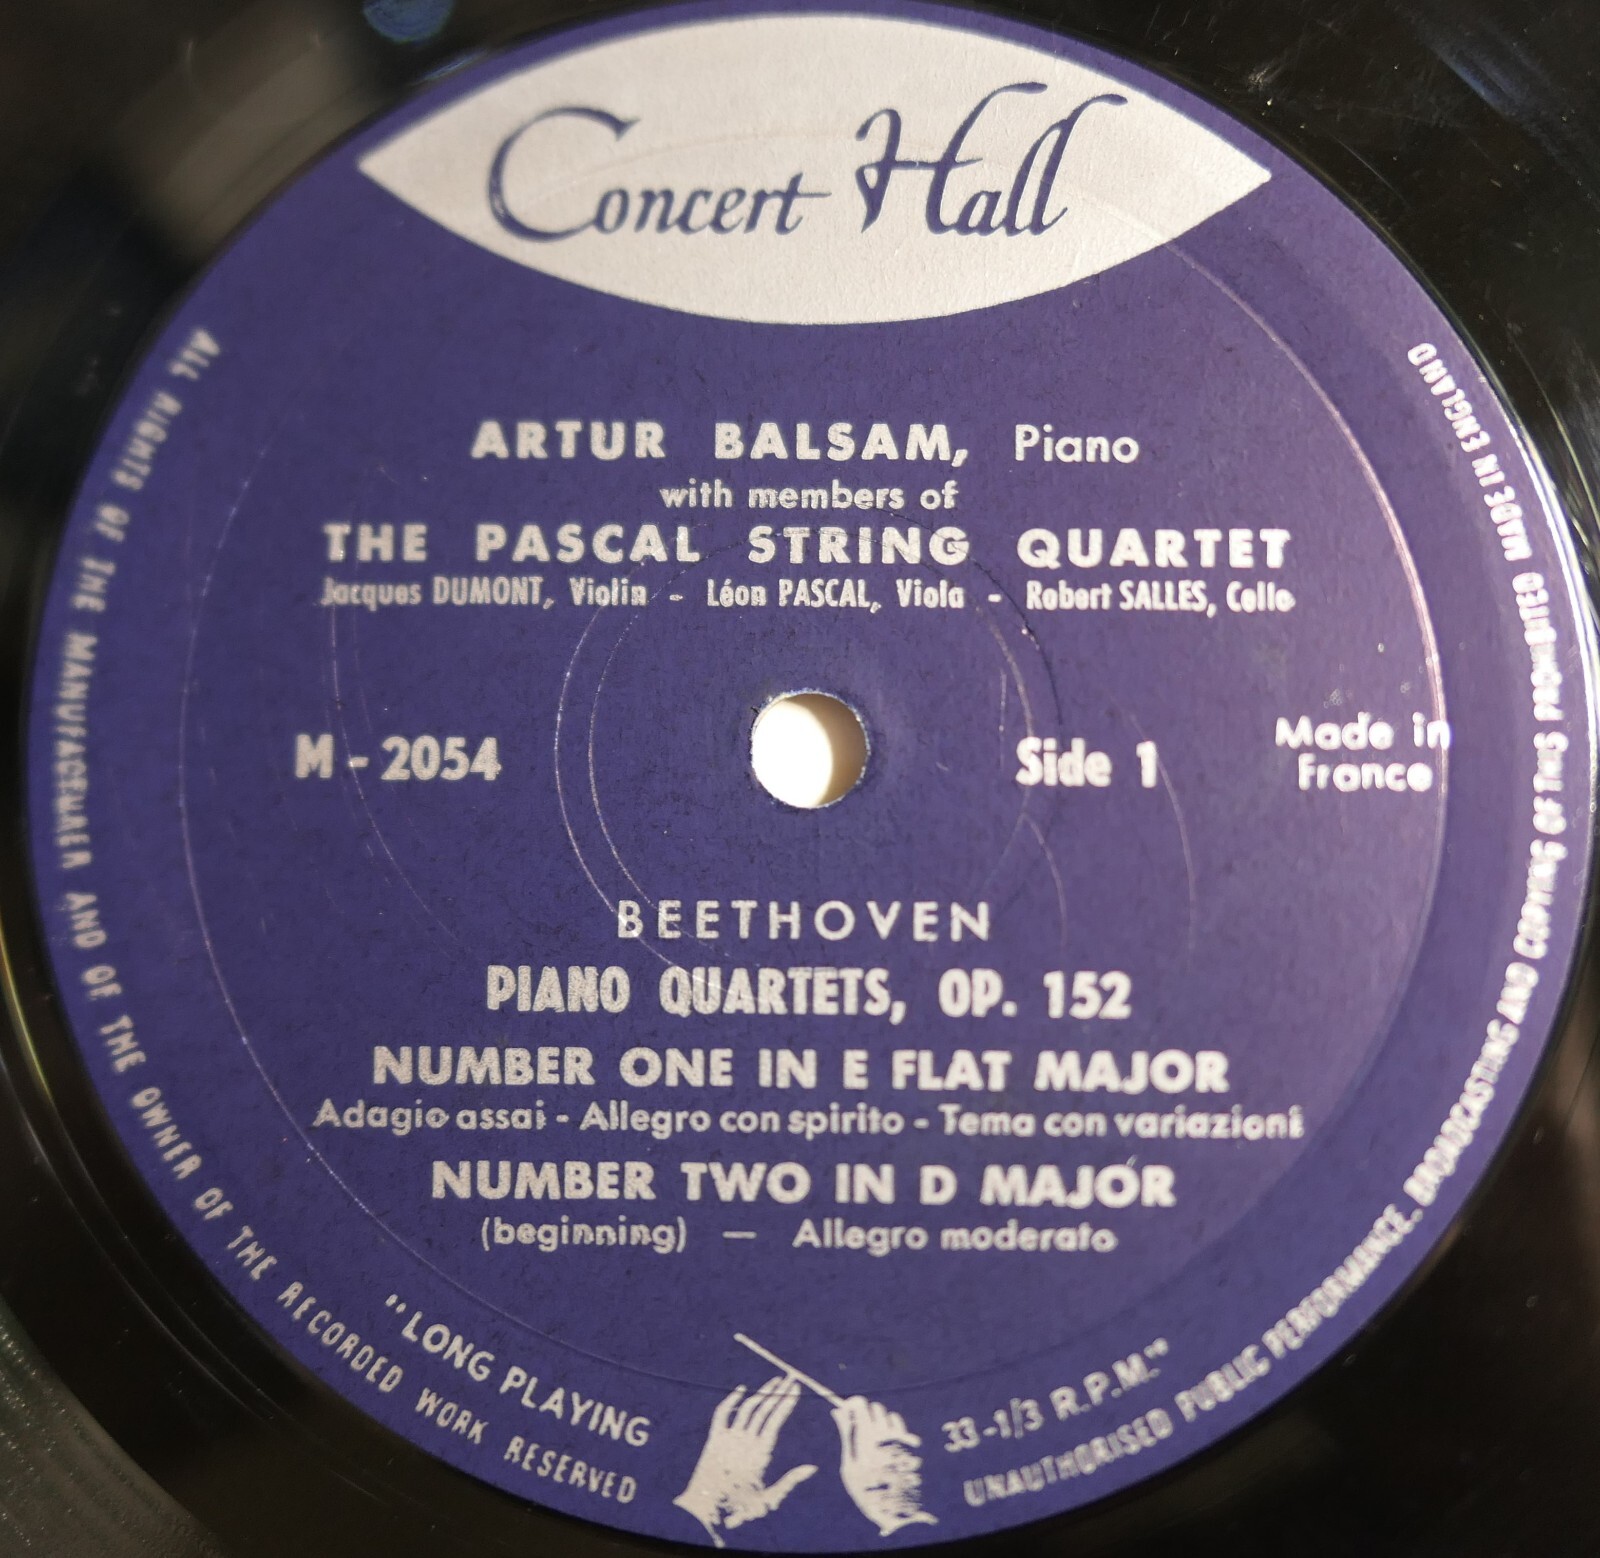 Concert Hall
ARTUR BALSAM, Piano
with members of
THE PASCAL STRING QUARTET
Jacques DUMONT, Violin - Léon PASCAL, Viola - Robert SALLES, Cello
M - 2054
Side 1
Made in
France
BEETHOVEN
PIANO QUARTETS, OP. 152
NUMBER ONE IN E FLAT MAJOR
Adagio assai - Allegro con spirito - Tema con variazioni
NUMBER TWO IN D MAJOR
(beginning) — Allegro moderato
"LONG PLAYING
33-1/3 R.P.M."
ALL RIGHTS OF THE MANUFACTURER AND OF THE OWNER OF THE RECORDED WORK RESERVED
UNAUTHORISED PUBLIC PERFORMANCE. BROADCASTING AND COPYING OF THIS PROHIBITED MADE IN ENGLAND